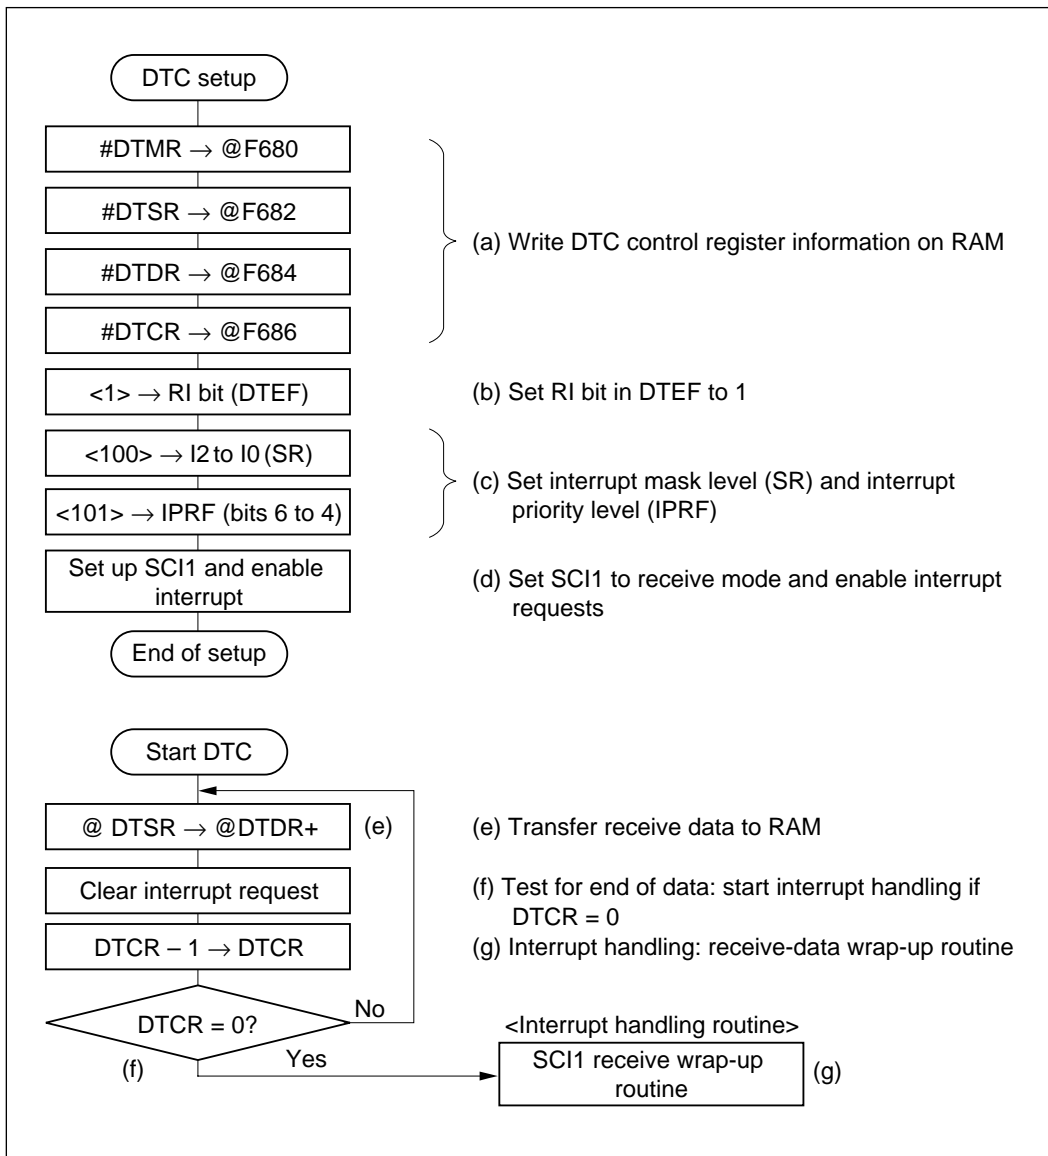 DTC setup
#DTMR → @F680
#DTSR → @F682
#DTDR → @F684
#DTCR → @F686
(a) Write DTC control register information on RAM
<1> → RI bit (DTEF)
(b) Set RI bit in DTEF to 1
<100> → I2 to I0 (SR)
<101> → IPRF (bits 6 to 4)
(c) Set interrupt mask level (SR) and interrupt
priority level (IPRF)
Set up SCI1 and enable
interrupt
(d) Set SCI1 to receive mode and enable interrupt
requests
End of setup
Start DTC
@ DTSR → @DTDR+
(e)
(e) Transfer receive data to RAM
Clear interrupt request
(f) Test for end of data: start interrupt handling if
DTCR = 0
DTCR – 1 → DTCR
(g) Interrupt handling: receive-data wrap-up routine
DTCR = 0?
No
(f)
Yes
<Interrupt handling routine>
SCI1 receive wrap-up
routine
(g)